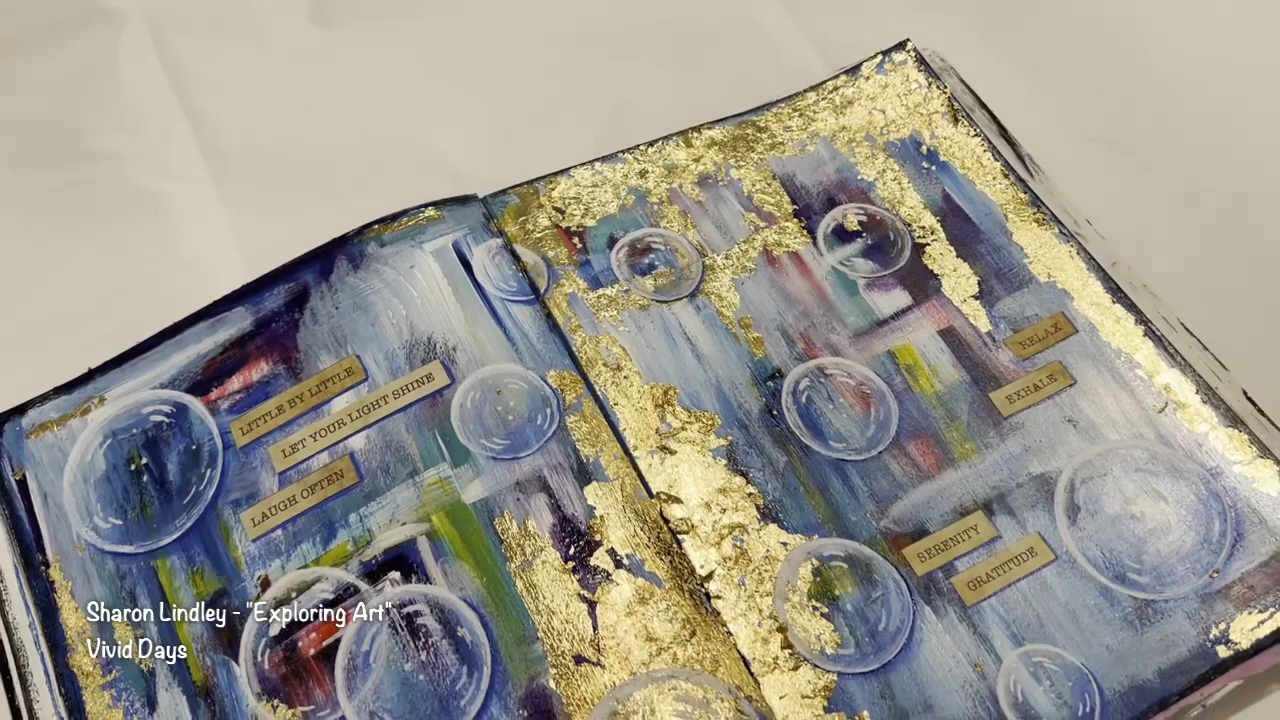 LITTLE BY LITTLE
LET YOUR LIGHT SHINE
LAUGH OFTEN
RELAX
EXHALE
SERENITY
GRATITUDE
Sharon Lindley - "Exploring Art"
Vivid Days